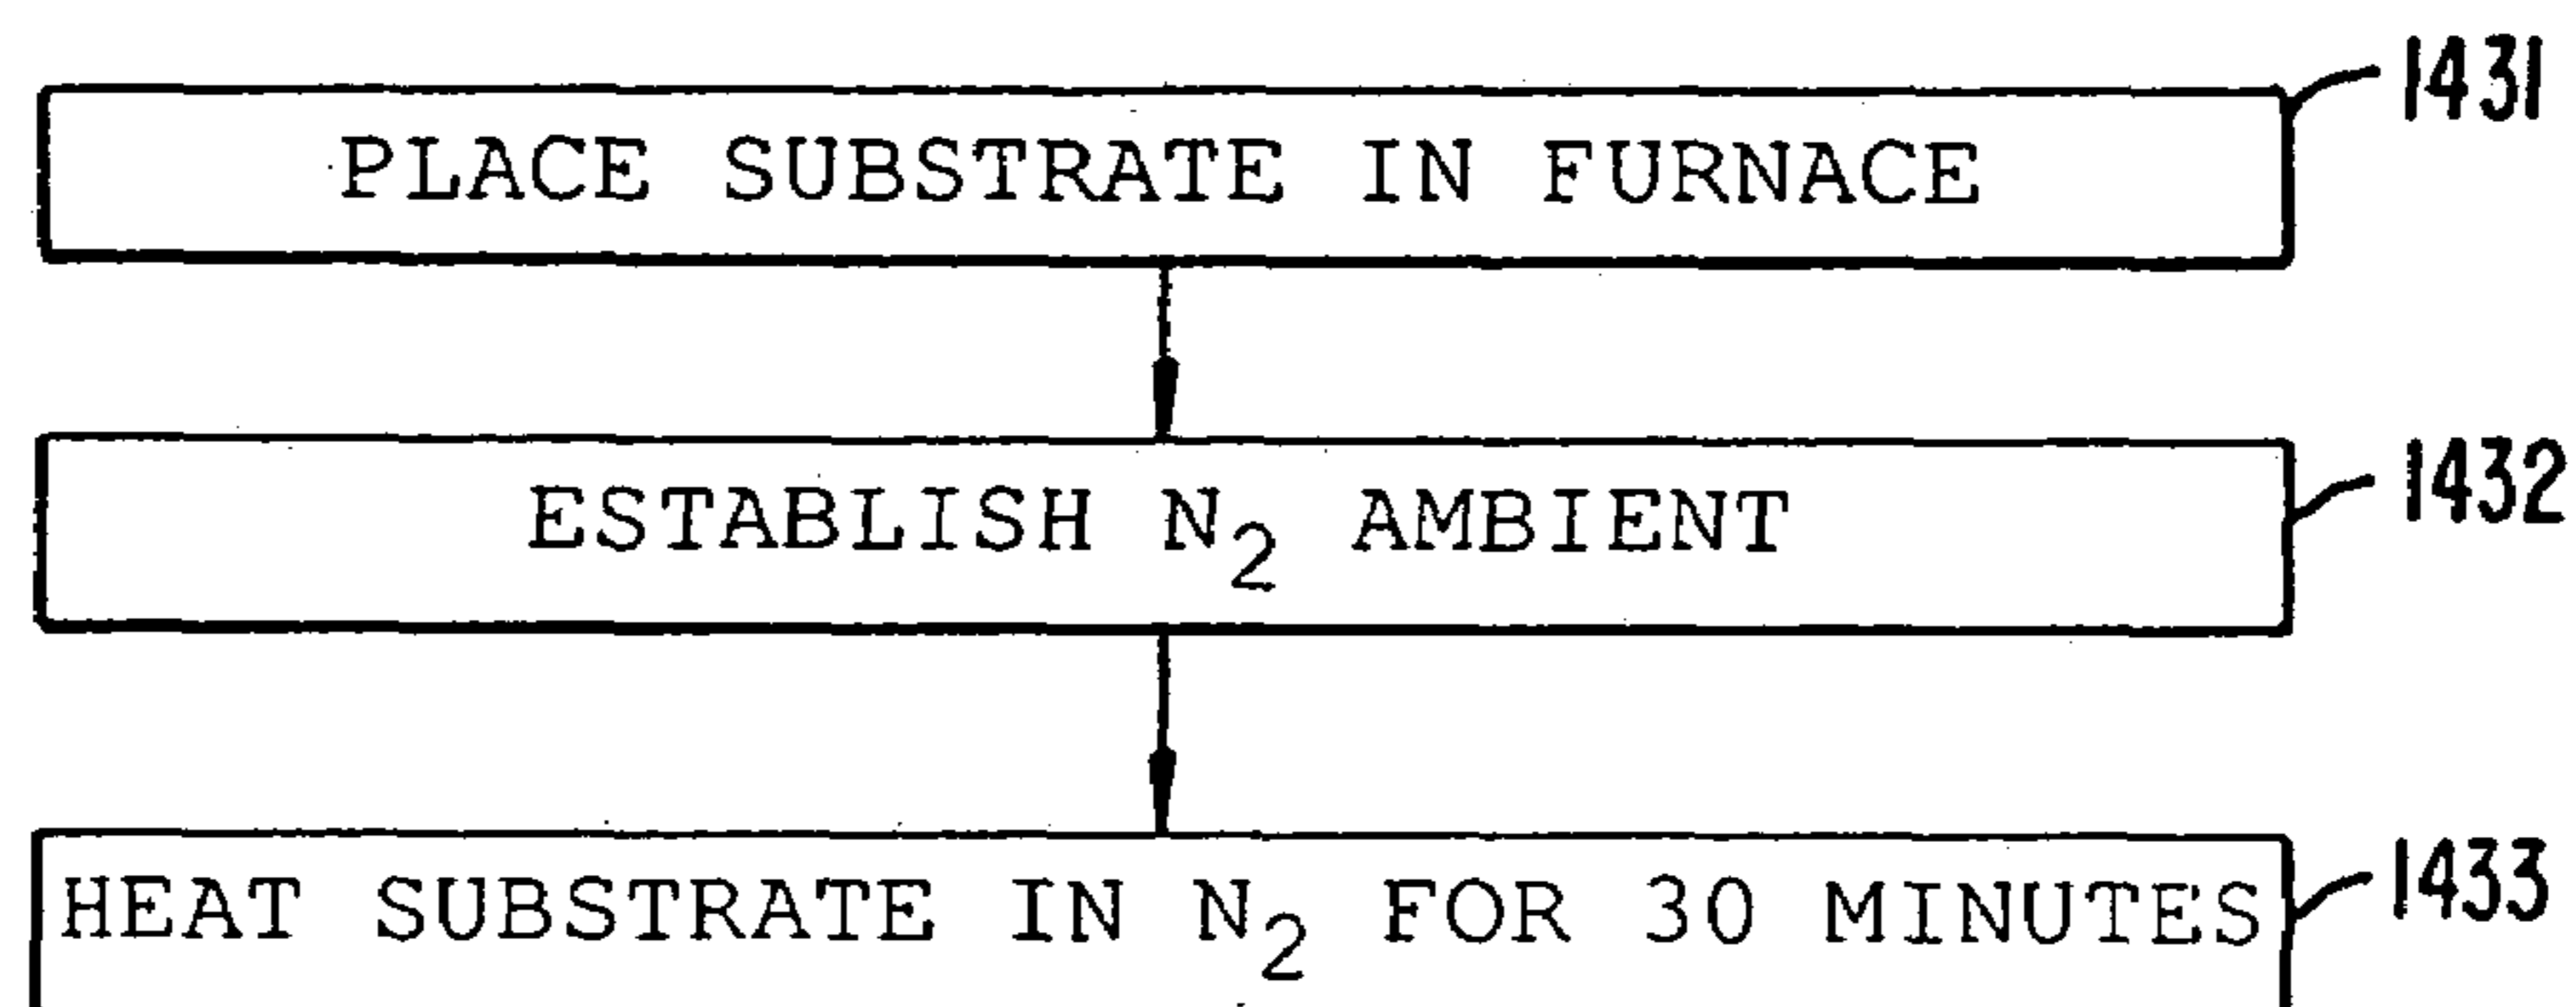 1431
PLACE SUBSTRATE IN FURNACE
1432
ESTABLISH N₂ AMBIENT
1433
HEAT SUBSTRATE IN N₂ FOR 30 MINUTES